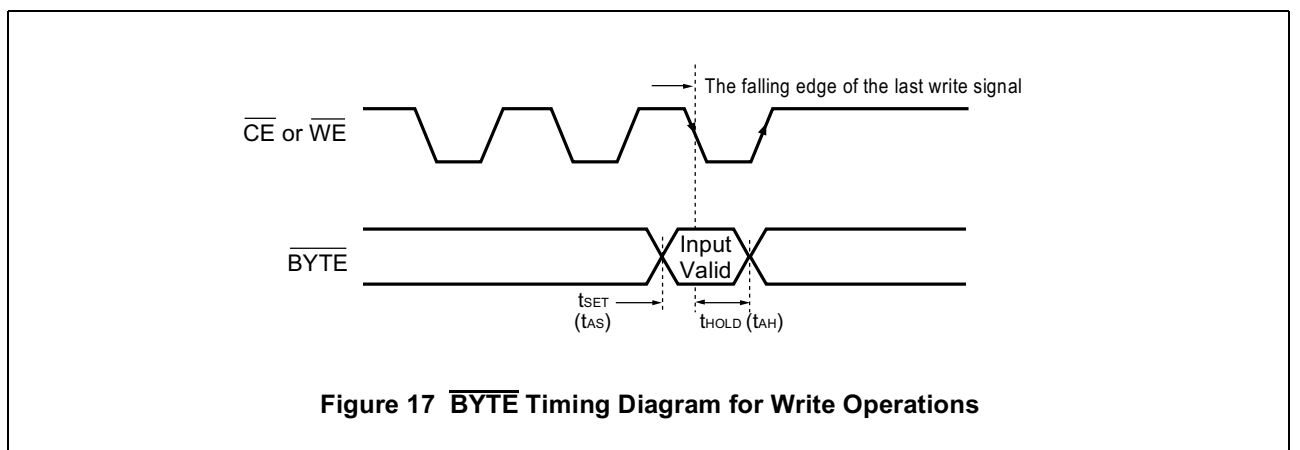 The falling edge of the last write signal
CE or WE
BYTE
Input
Valid
tSET
(tAS)
tHOLD (tAH)
Figure 17 BYTE Timing Diagram for Write Operations